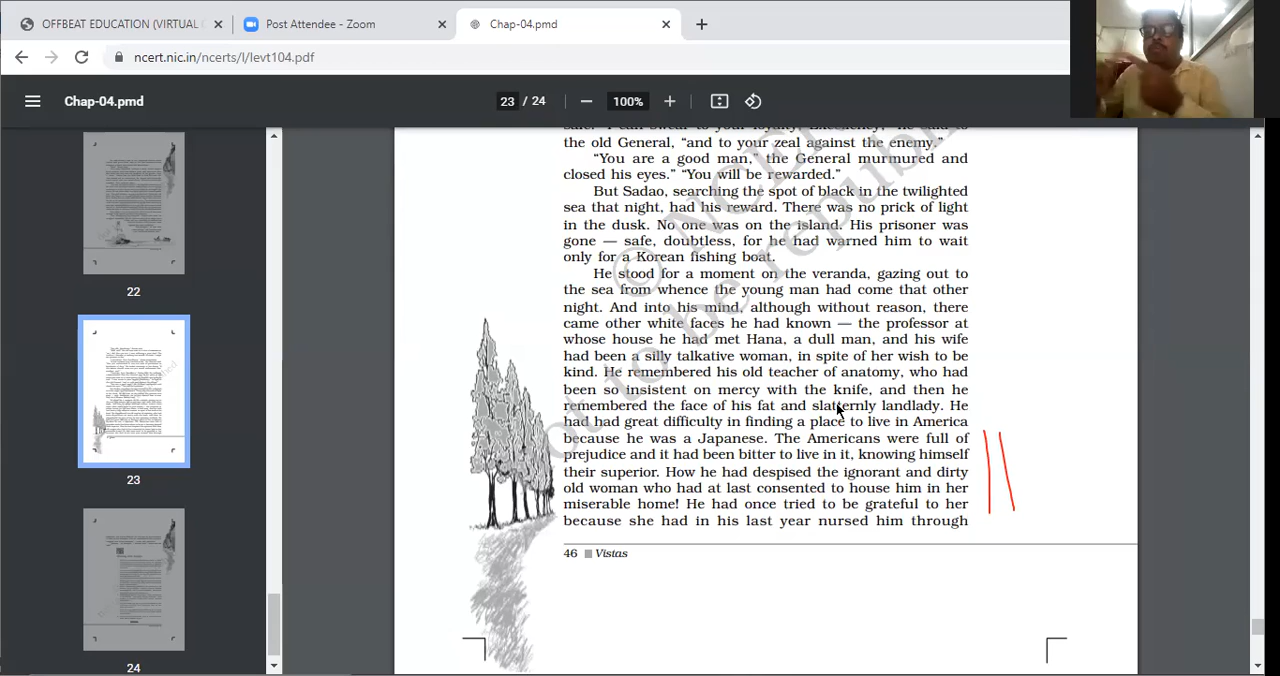 OFFBEAT EDUCATION (VIRTUAL
Post Attendee - Zoom
Chap-04.pmd
ncert.nic.in/ncerts/l/levt104.pdf
Chap-04.pmd
23 / 24
100%
22
23
24
safe. "I can swear to your loyalty, Excellency," he said to
the old General, "and to your zeal against the enemy."
"You are a good man," the General murmured and
closed his eyes." "You will be rewarded."
But Sadao, searching the spot of black in the twilighted
sea that night, had his reward. There was no prick of light
in the dusk. No one was on the island. His prisoner was
gone — safe, doubtless, for he had warned him to wait
only for a Korean fishing boat.
He stood for a moment on the veranda, gazing out to
the sea from whence the young man had come that other
night. And into his mind, although without reason, there
came other white faces he had known — the professor at
whose house he had met Hana, a dull man, and his wife
had been a silly talkative woman, in spite of her wish to be
kind. He remembered his old teacher of anatomy, who had
been so insistent on mercy with the knife, and then he
remembered the face of his fat and slatternly landlady. He
had had great difficulty in finding a place to live in America
because he was a Japanese. The Americans were full of
prejudice and it had been bitter to live in it, knowing himself
their superior. How he had despised the ignorant and dirty
old woman who had at last consented to house him in her
miserable home! He had once tried to be grateful to her
because she had in his last year nursed him through
46 Vistas
© NCERT
not to be republished